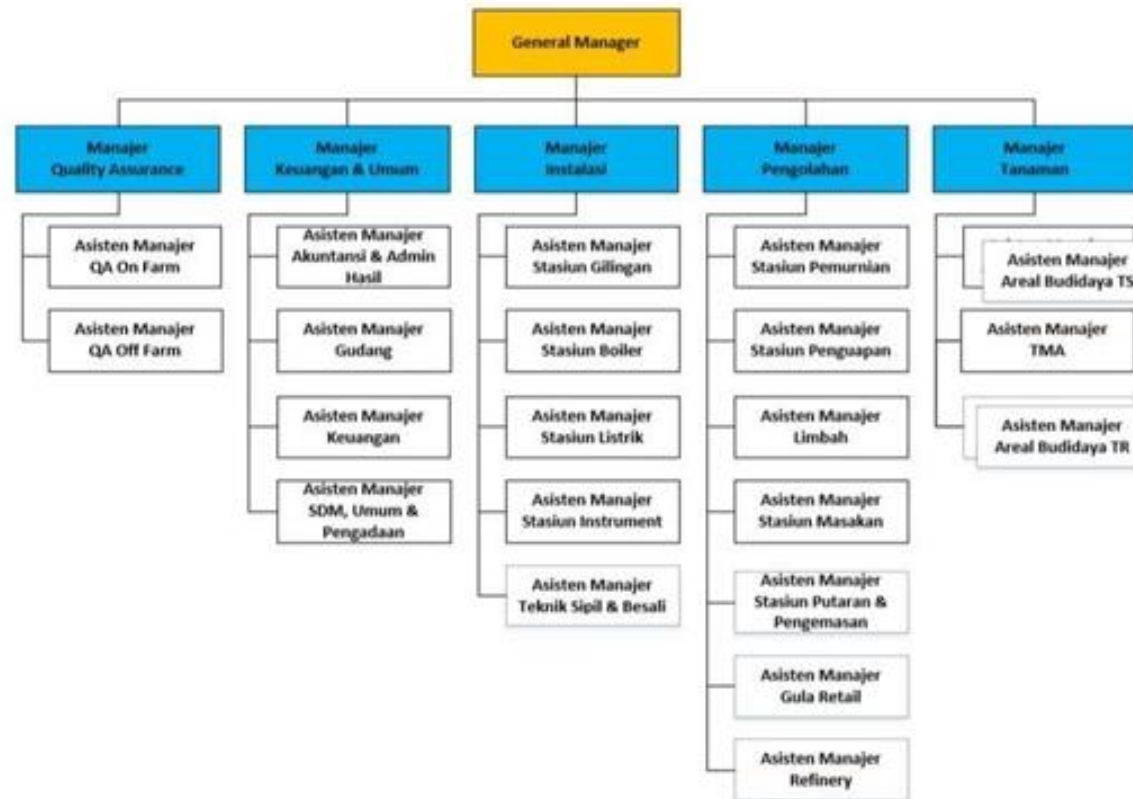 General Manager
Manajer
Quality Assurance
Manajer
Keuangan & Umum
Manajer
Instalasi
Manajer
Pengolahan
Manajer
Tanaman
Asisten Manajer
QA On Farm
Asisten Manajer
QA Off Farm
Asisten Manajer
Akuntansi & Admin
Hasil
Asisten Manajer
Gudang
Asisten Manajer
Keuangan
Asisten Manajer
SDM, Umum &
Pengadaan
Asisten Manajer
Stasiun Gilingan
Asisten Manajer
Stasiun Boiler
Asisten Manajer
Stasiun Listrik
Asisten Manajer
Stasiun Instrument
Asisten Manajer
Teknik Sipil & Besali
Asisten Manajer
Stasiun Pemurnian
Asisten Manajer
Stasiun Penguapan
Asisten Manajer
Limbah
Asisten Manajer
Stasiun Masakan
Asisten Manajer
Stasiun Putaran &
Pengemasan
Asisten Manajer
Gula Retail
Asisten Manajer
Refinery
Asisten Manajer
Areal Budidaya TS
Asisten Manajer
TMA
Asisten Manajer
Areal Budidaya TR